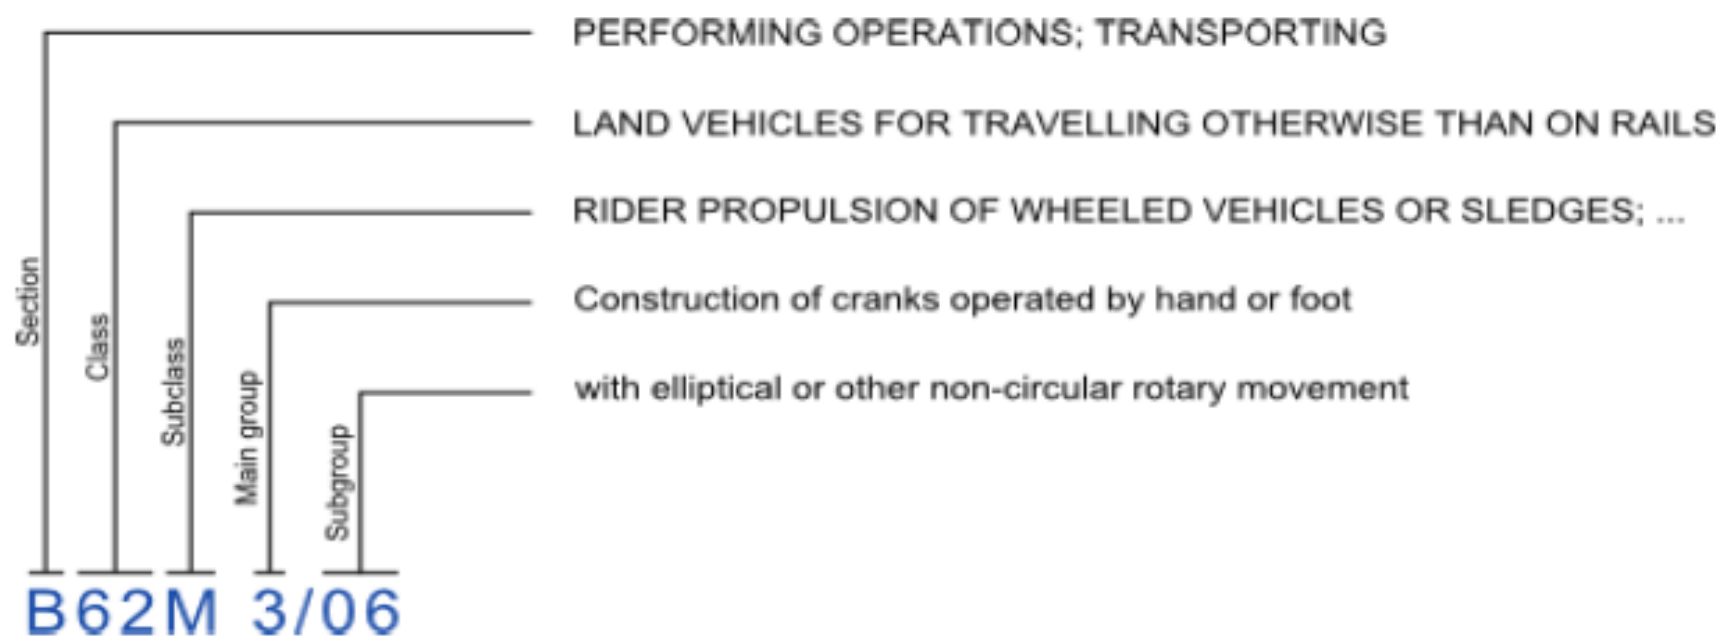 PERFORMING OPERATIONS; TRANSPORTING
LAND VEHICLES FOR TRAVELLING OTHERWISE THAN ON RAILS
RIDER PROPULSION OF WHEELED VEHICLES OR SLEDGES; ...
Construction of cranks operated by hand or foot
with elliptical or other non-circular rotary movement
Section
Class
Subclass
Main group
Subgroup
B62M 3/06